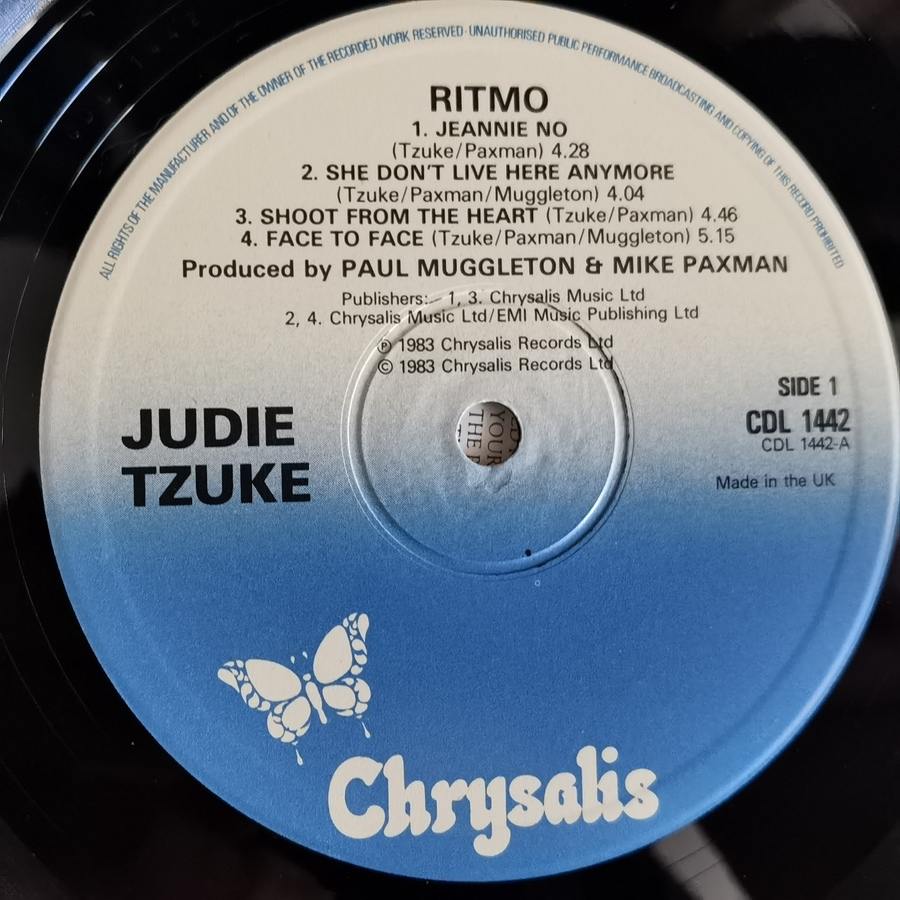 ALL RIGHTS OF THE MANUFACTURER AND OF THE OWNER OF THE RECORDED WORK RESERVED · UNAUTHORISED PUBLIC PERFORMANCE BROADCASTING AND COPYING OF THIS RECORD PROHIBITED
RITMO
1. JEANNIE NO
(Tzuke/Paxman) 4.28
2. SHE DON'T LIVE HERE ANYMORE
(Tzuke/Paxman/Muggleton) 4.04
3. SHOOT FROM THE HEART (Tzuke/Paxman) 4.46
4. FACE TO FACE (Tzuke/Paxman/Muggleton) 5.15
Produced by PAUL MUGGLETON & MIKE PAXMAN
Publishers:– 1, 3. Chrysalis Music Ltd
2, 4. Chrysalis Music Ltd/EMI Music Publishing Ltd
℗ 1983 Chrysalis Records Ltd
© 1983 Chrysalis Records Ltd
SIDE 1
CDL 1442
CDL 1442-A
Made in the UK
JUDIE
TZUKE
YOUR
THE
Chrysalis